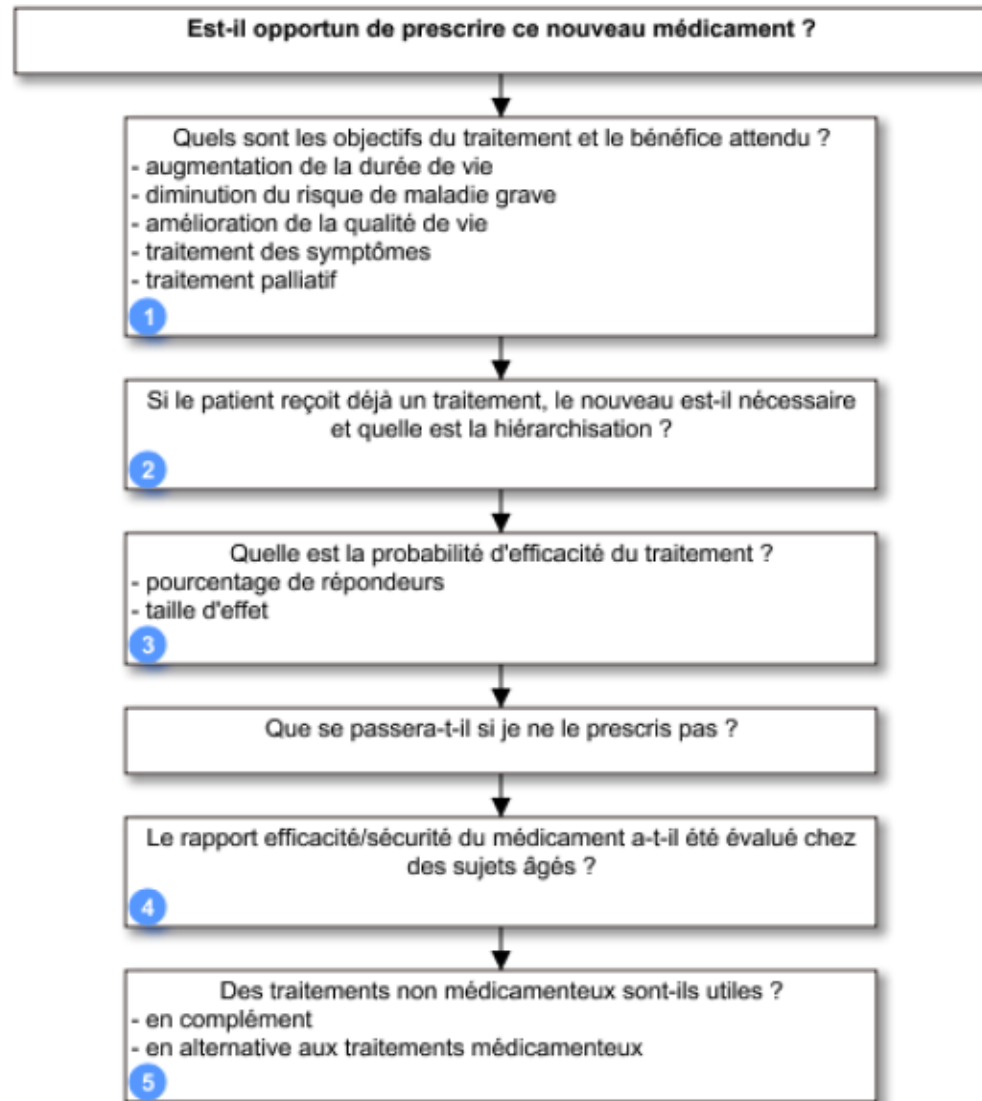 Est-il opportun de prescrire ce nouveau médicament ?
Quels sont les objectifs du traitement et le bénéfice attendu ?
- augmentation de la durée de vie
- diminution du risque de maladie grave
- amélioration de la qualité de vie
- traitement des symptômes
- traitement palliatif
1
Si le patient reçoit déjà un traitement, le nouveau est-il nécessaire
et quelle est la hiérarchisation ?
2
Quelle est la probabilité d'efficacité du traitement ?
- pourcentage de répondeurs
- taille d'effet
3
Que se passera-t-il si je ne le prescris pas ?
Le rapport efficacité/sécurité du médicament a-t-il été évalué chez
des sujets âgés ?
4
Des traitements non médicamenteux sont-ils utiles ?
- en complément
- en alternative aux traitements médicamenteux
5